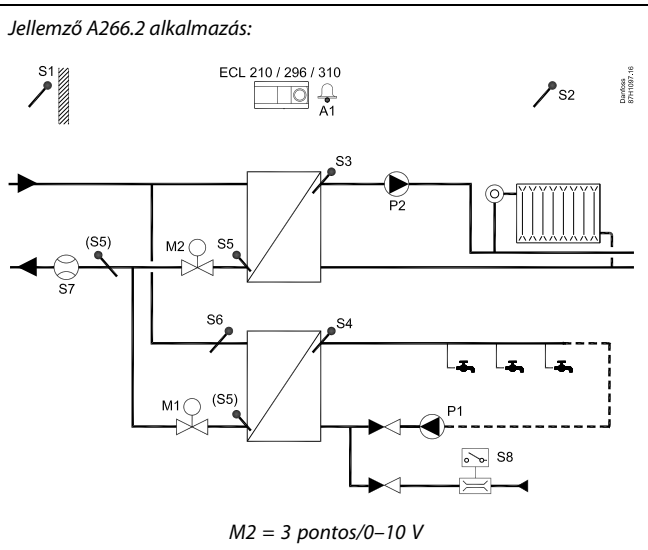 Jellemző A266.2 alkalmazás:
S1
ECL 210 / 296 / 310
A1
S2
Danfoss
87H1097.16
S3
P2
(S5)
M2
S5
S7
S6
S4
M1
(S5)
P1
S8
M2 = 3 pontos/0–10 V